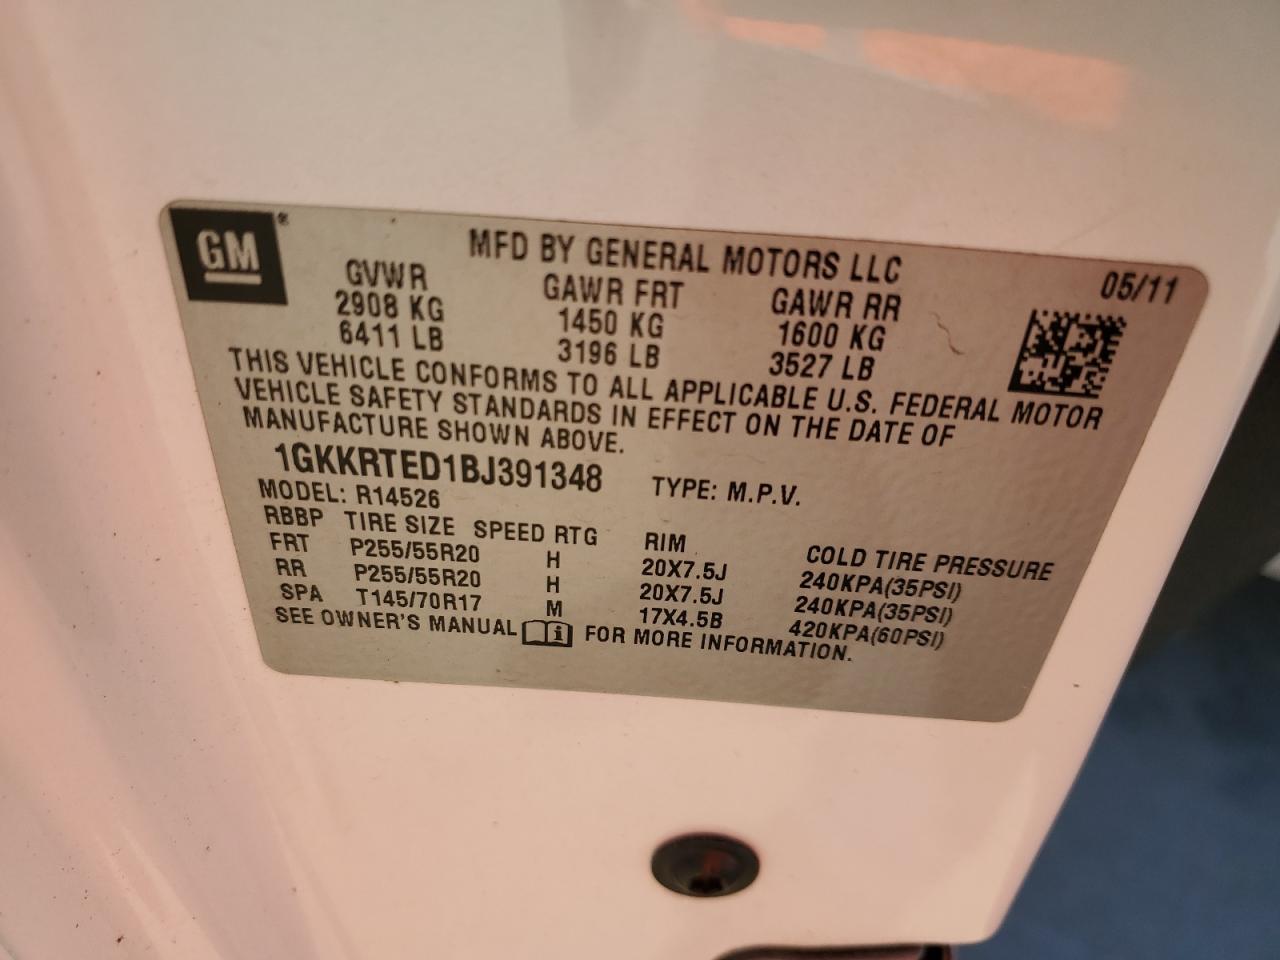 GM®
MFD BY GENERAL MOTORS LLC
05/11
GVWR GAWR FRT GAWR RR
2908 KG 1450 KG 1600 KG
6411 LB 3196 LB 3527 LB
THIS VEHICLE CONFORMS TO ALL APPLICABLE U.S. FEDERAL MOTOR
VEHICLE SAFETY STANDARDS IN EFFECT ON THE DATE OF
MANUFACTURE SHOWN ABOVE.
1GKKRTED1BJ391348 TYPE: M.P.V.
MODEL: R14526
RBBP TIRE SIZE SPEED RTG RIM COLD TIRE PRESSURE
FRT P255/55R20 H 20X7.5J 240KPA(35PSI)
RR P255/55R20 H 20X7.5J 240KPA(35PSI)
SPA T145/70R17 M 17X4.5B 420KPA(60PSI)
SEE OWNER'S MANUAL i FOR MORE INFORMATION.